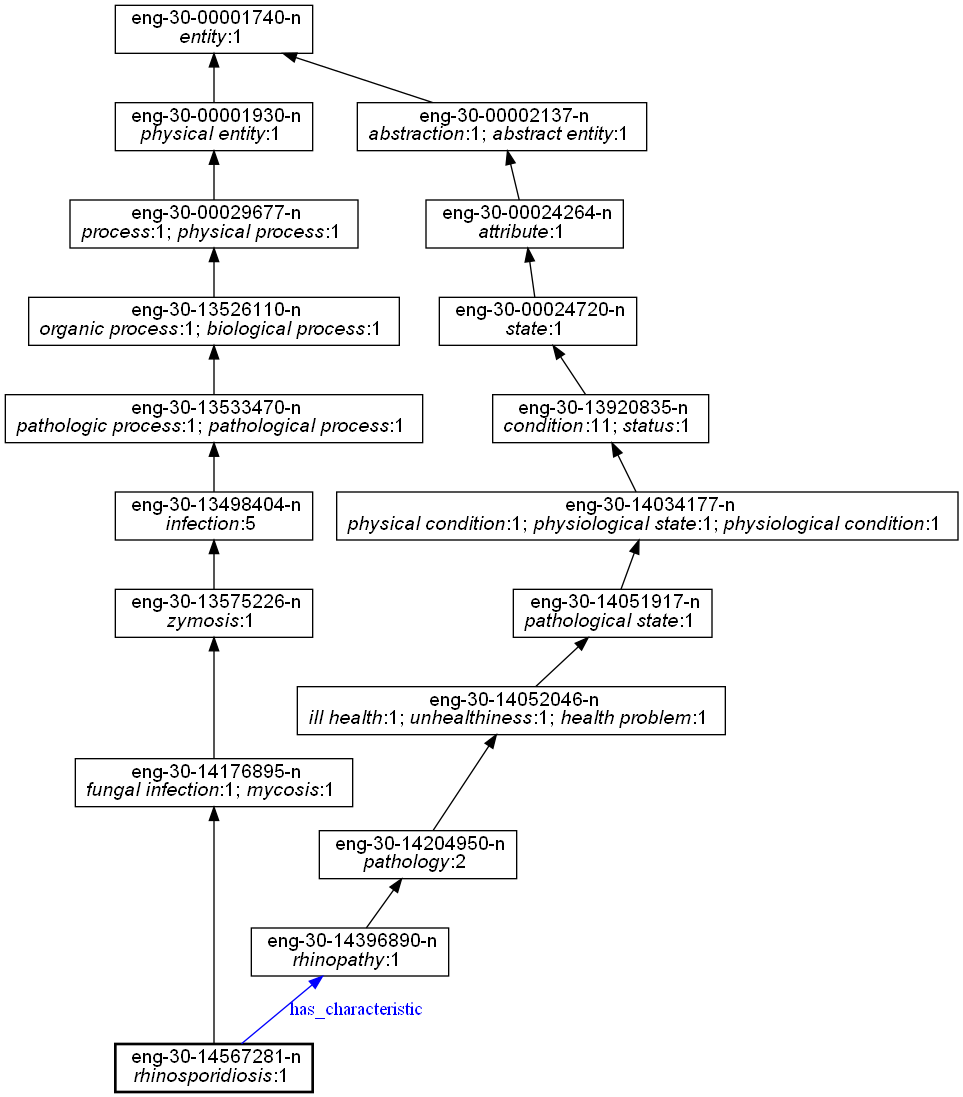 eng-30-00001740-n
entity:1
eng-30-00001930-n
physical entity:1
eng-30-00002137-n
abstraction:1; abstract entity:1
eng-30-00029677-n
process:1; physical process:1
eng-30-00024264-n
attribute:1
eng-30-13526110-n
organic process:1; biological process:1
eng-30-00024720-n
state:1
eng-30-13533470-n
pathologic process:1; pathological process:1
eng-30-13920835-n
condition:11; status:1
eng-30-13498404-n
infection:5
eng-30-14034177-n
physical condition:1; physiological state:1; physiological condition:1
eng-30-13575226-n
zymosis:1
eng-30-14051917-n
pathological state:1
eng-30-14052046-n
ill health:1; unhealthiness:1; health problem:1
eng-30-14176895-n
fungal infection:1; mycosis:1
eng-30-14204950-n
pathology:2
eng-30-14396890-n
rhinopathy:1
has_characteristic
eng-30-14567281-n
rhinosporidiosis:1